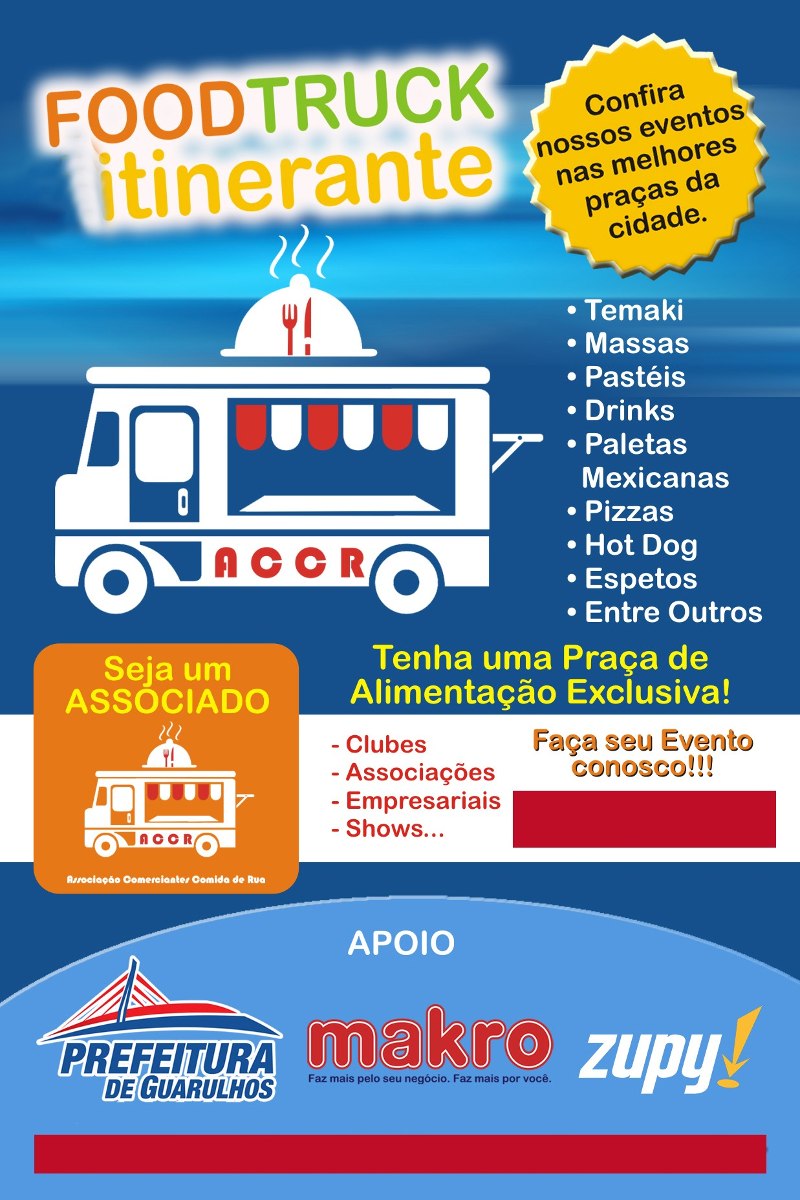 FOODTRUCK
itinerante
Confira
nossos eventos
nas melhores
praças da
cidade.
• Temaki
• Massas
• Pastéis
• Drinks
• Paletas
Mexicanas
• Pizzas
• Hot Dog
• Espetos
• Entre Outros
ACCR
Seja um
ASSOCIADO
ACCR
Associação Comerciantes Comida de Rua
Tenha uma Praça de
Alimentação Exclusiva!
- Clubes
- Associações
- Empresariais
- Shows...
Faça seu Evento
conosco!!!
APOIO
PREFEITURA
DE GUARULHOS
makro
Faz mais pelo seu negócio. Faz mais por você.
zupy!